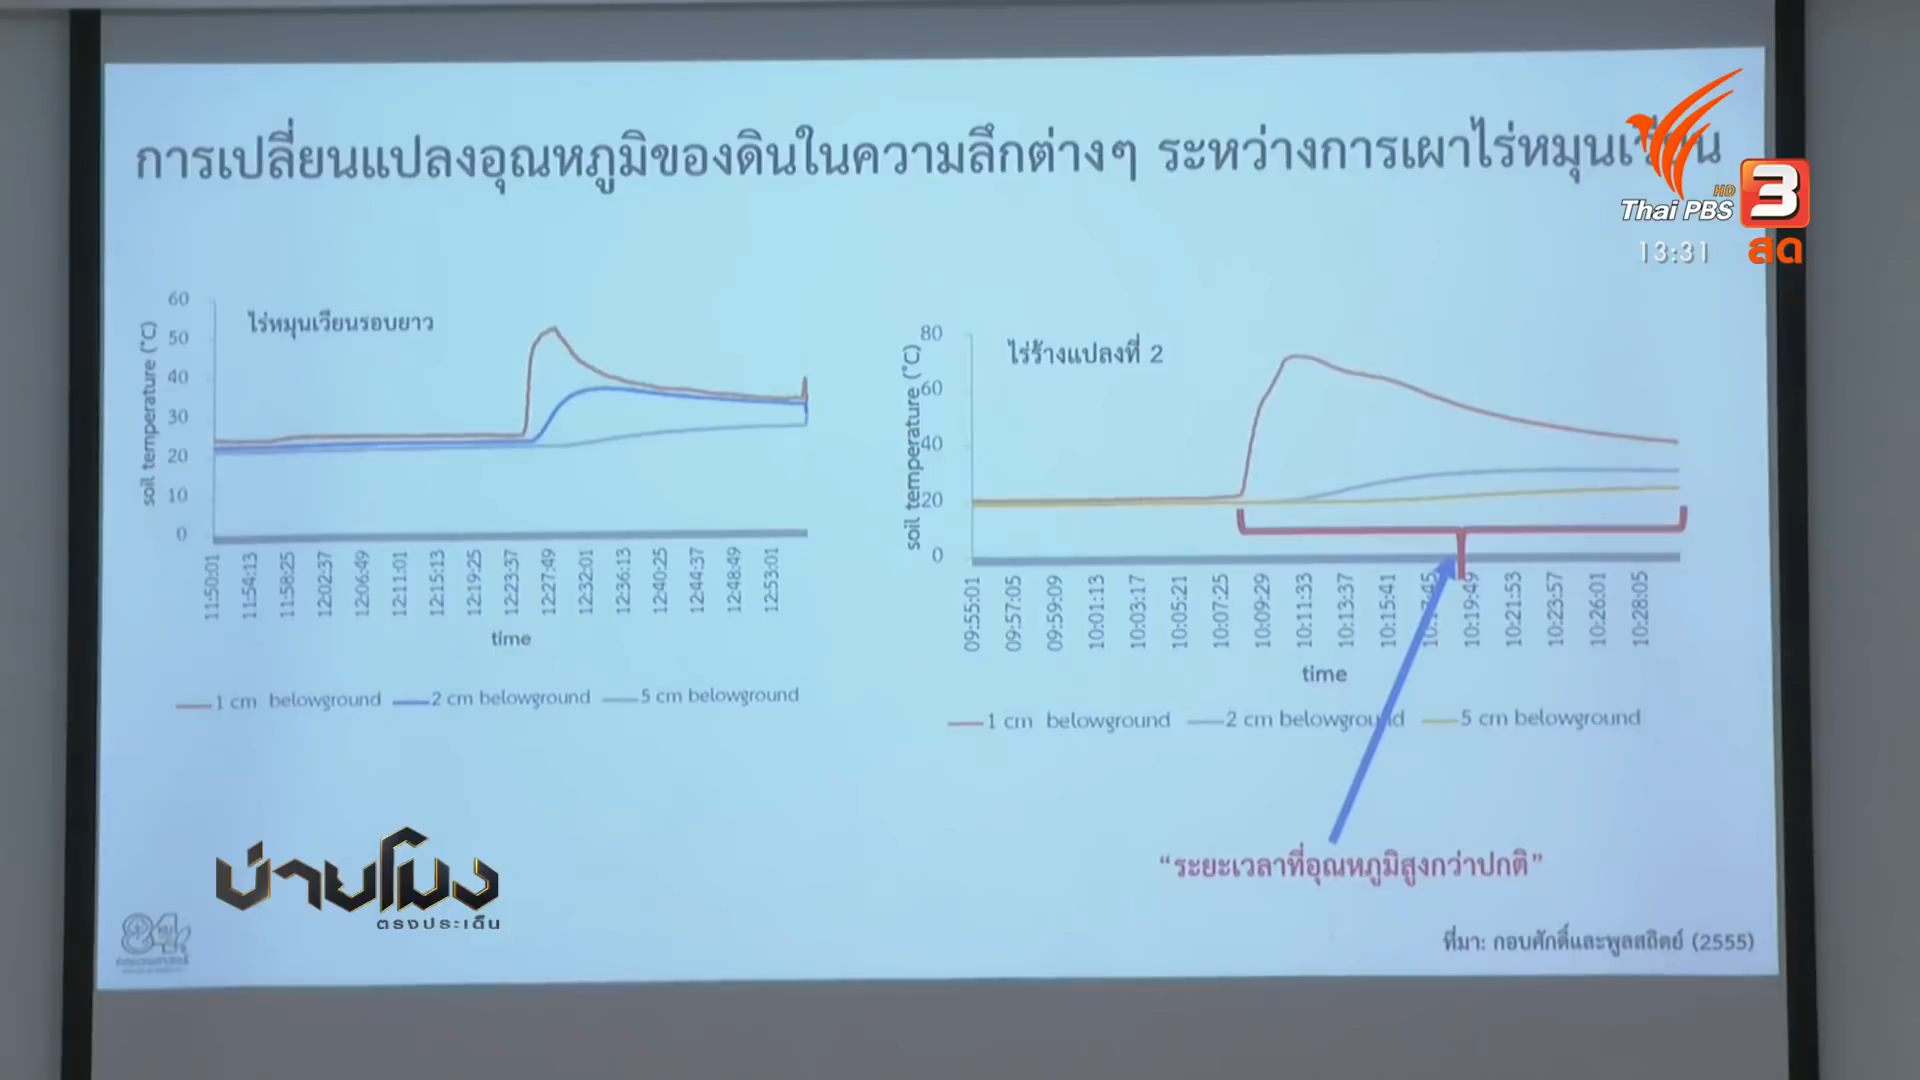 การเปลี่ยนแปลงอุณหภูมิของดินในความลึกต่างๆ ระหว่างการเผาไร่หมุนเวียน
HD
Thai PBS 3
13:31 สด
ไร่หมุนเวียนรอบยาว
soil temperature (°C)
60
50
40
30
20
10
0
11:50:01 11:54:13 11:58:25 12:02:37 12:06:49 12:11:01 12:15:13 12:19:25 12:23:37 12:27:49 12:32:01 12:36:13 12:40:25 12:44:37 12:48:49 12:53:01
time
1 cm belowground 2 cm belowground 5 cm belowground
ไร่ร้างแปลงที่ 2
soil temperature (°C)
80
60
40
20
0
09:55:01 09:57:05 09:59:09 10:01:13 10:03:17 10:05:21 10:07:25 10:09:29 10:11:33 10:13:37 10:15:41 10:17:45 10:19:49 10:21:53 10:23:57 10:26:01 10:28:05
time
1 cm belowground 2 cm belowground 5 cm belowground
“ระยะเวลาที่อุณหภูมิสูงกว่าปกติ”
บ่ายโมง
ตรงประเด็น
ที่มา: กอบศักดิ์และพูลสถิตย์ (2555)